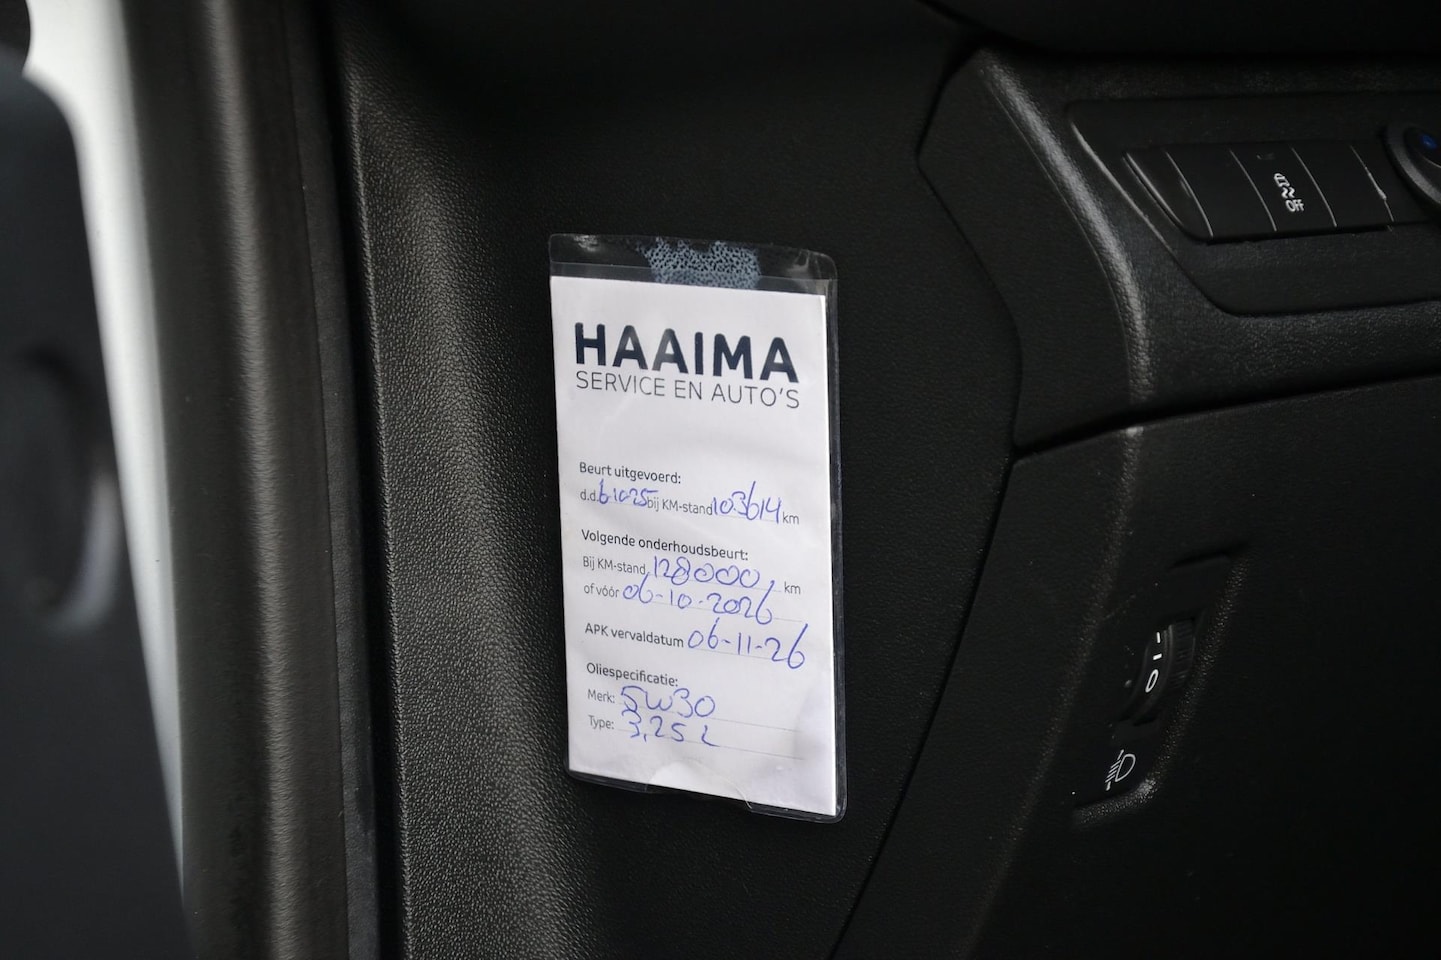 HAAIMA
SERVICE EN AUTO'S
Beurt uitgevoerd:
d.d. 6-10-25 bij KM-stand 103614 km
Volgende onderhoudsbeurt:
Bij KM-stand 128000, km
of vóór 06-10-2026
APK vervaldatum 06-11-26
Oliespecificatie:
Merk: 5W30
Type: 3,25 L
OFF
0
1